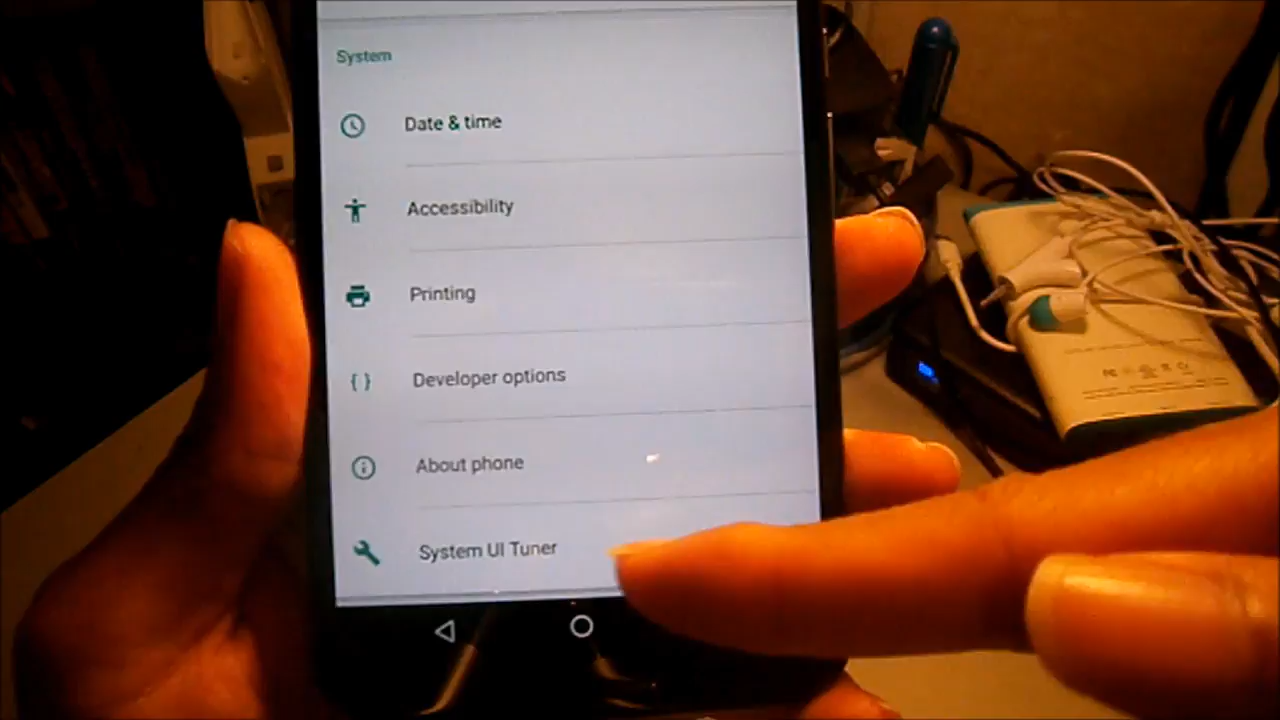 System
Date & time
Accessibility
Printing
Developer options
About phone
System UI Tuner